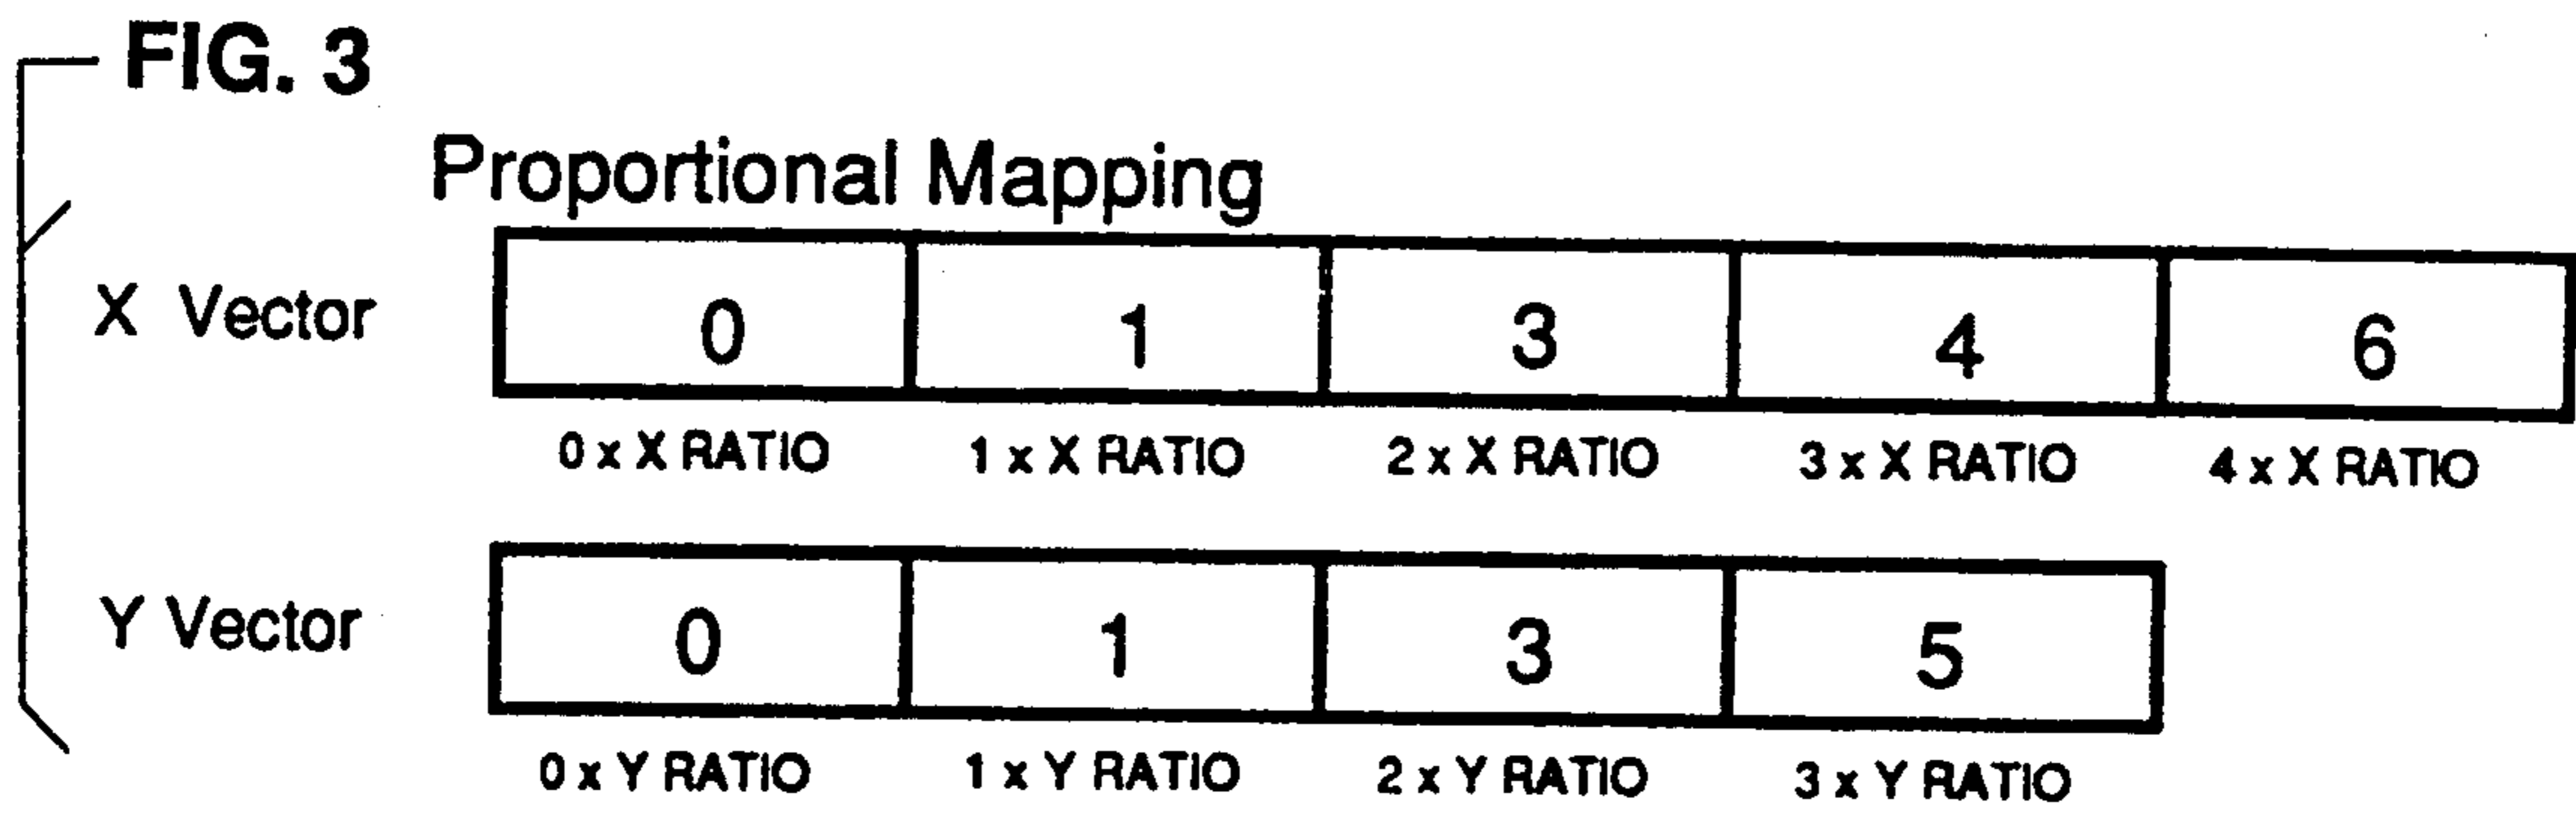 FIG. 3
Proportional Mapping
X Vector
0 1 3 4 6
0 x X RATIO 1 x X RATIO 2 x X RATIO 3 x X RATIO 4 x X RATIO
Y Vector
0 1 3 5
0 x Y RATIO 1 x Y RATIO 2 x Y RATIO 3 x Y RATIO